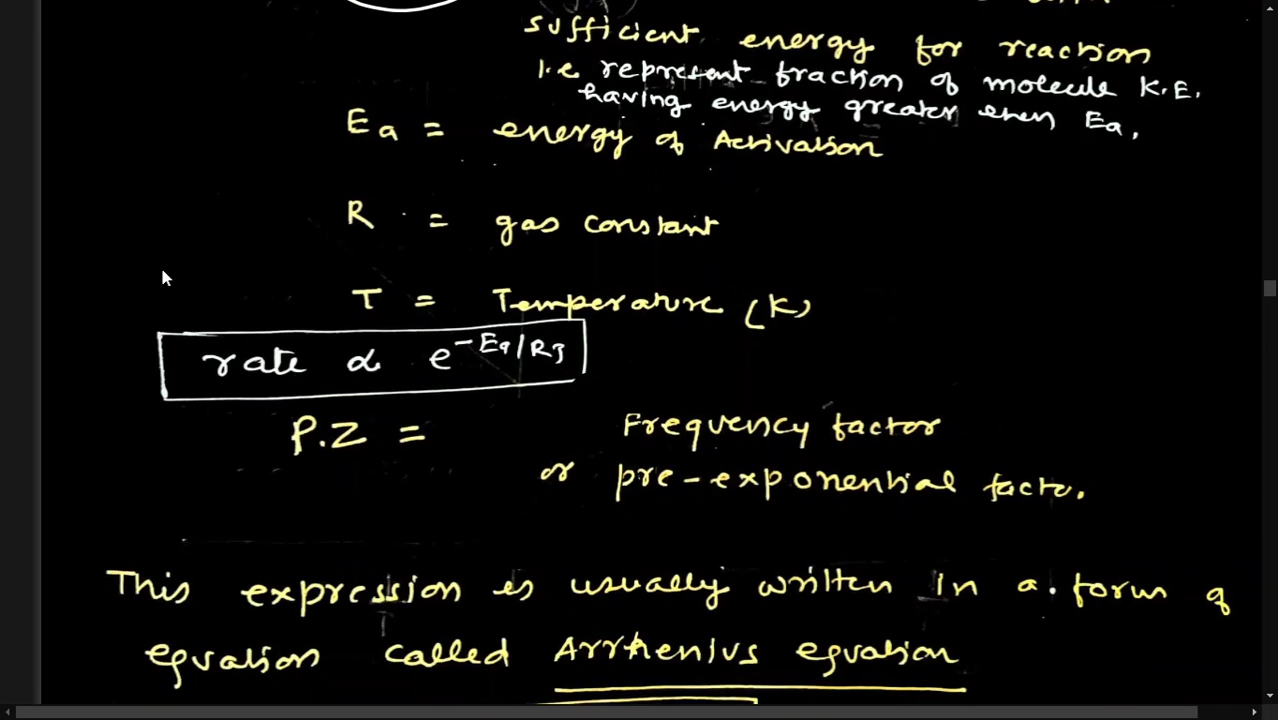 sufficient energy for reaction
i.e represent fraction of molecule K.E.
having energy greater then Ea.
Ea = energy of Activation
R = gas constant
T = Temperature (K)
rate α e^-Ea/RT
P.Z = Frequency factor
or pre-exponential facto.
This expression is usually written in a form of
equation called Arrhenius equation